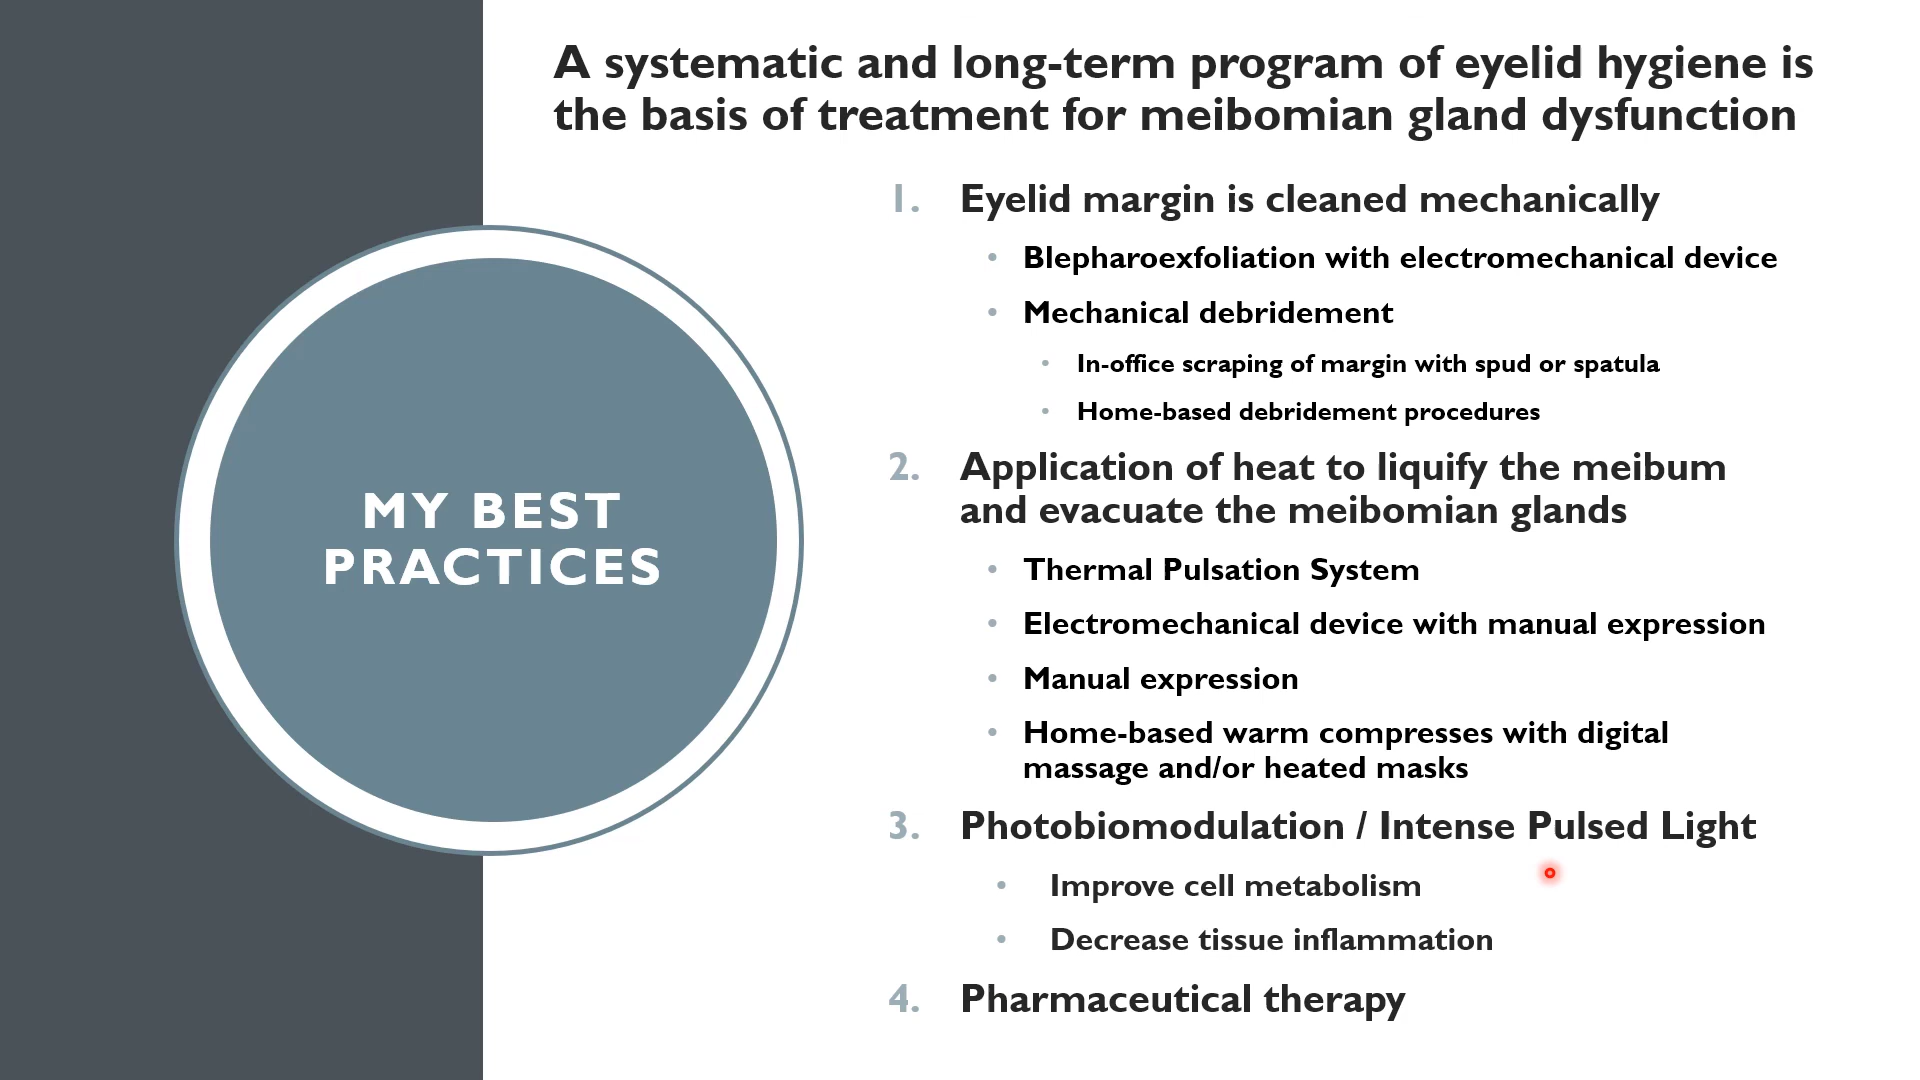 A systematic and long-term program of eyelid hygiene is
the basis of treatment for meibomian gland dysfunction
MY BEST
PRACTICES
1. Eyelid margin is cleaned mechanically
• Blepharoexfoliation with electromechanical device
• Mechanical debridement
• In-office scraping of margin with spud or spatula
• Home-based debridement procedures
2. Application of heat to liquify the meibum
and evacuate the meibomian glands
• Thermal Pulsation System
• Electromechanical device with manual expression
• Manual expression
• Home-based warm compresses with digital
massage and/or heated masks
3. Photobiomodulation / Intense Pulsed Light
• Improve cell metabolism
• Decrease tissue inflammation
4. Pharmaceutical therapy